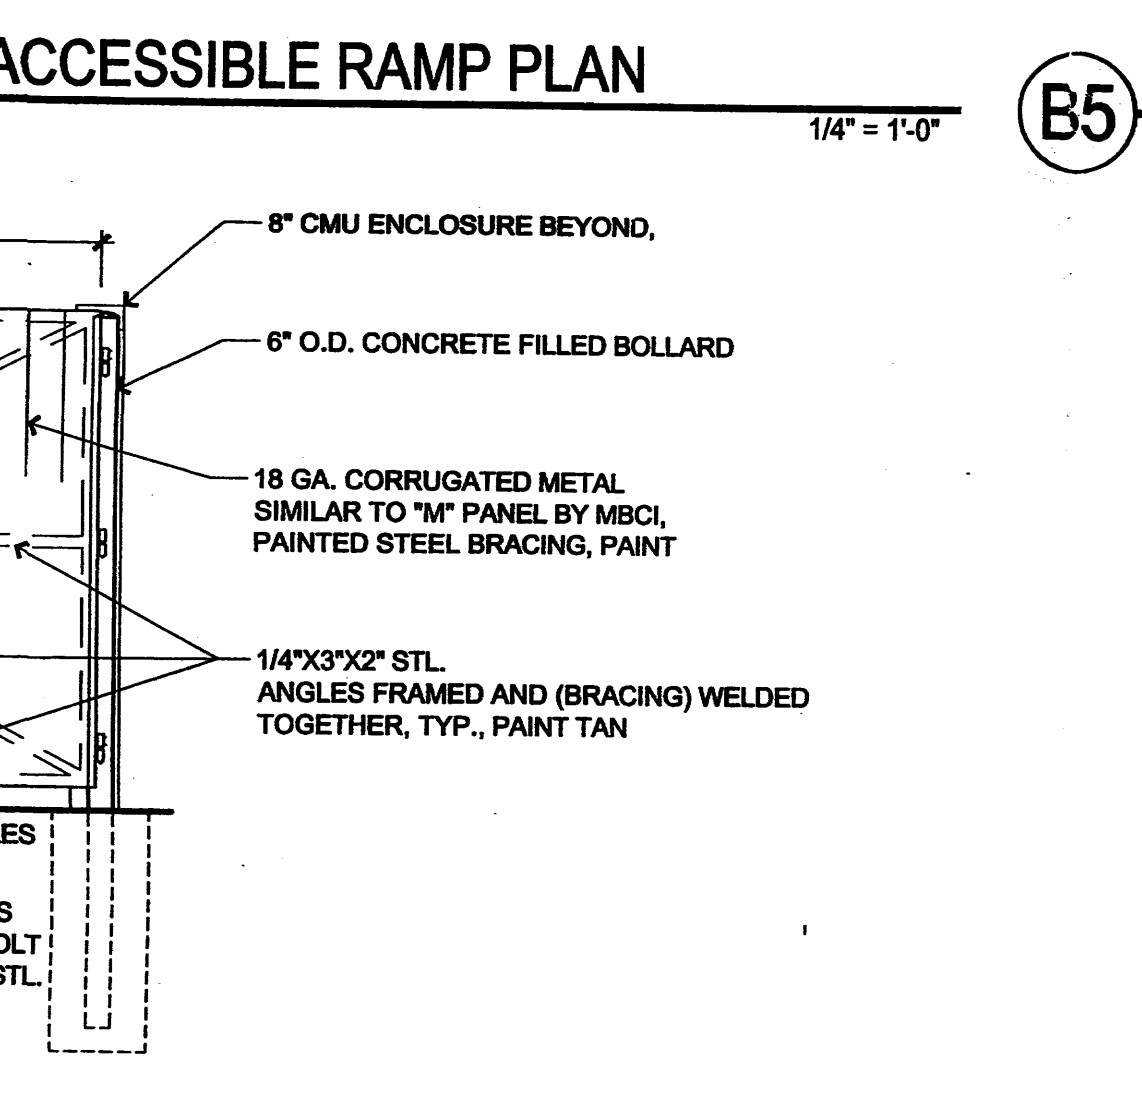 ACCESSIBLE RAMP PLAN
1/4" = 1'-0"
B5
8" CMU ENCLOSURE BEYOND,
6" O.D. CONCRETE FILLED BOLLARD
18 GA. CORRUGATED METAL
SIMILAR TO "M" PANEL BY MBCI,
PAINTED STEEL BRACING, PAINT
1/4"X3"X2" STL.
ANGLES FRAMED AND (BRACING) WELDED
TOGETHER, TYP., PAINT TAN
STL.